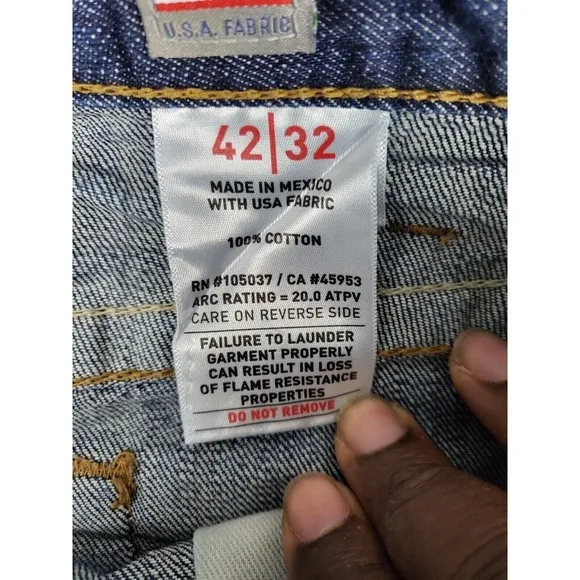 U.S.A. FABRIC
42|32
MADE IN MEXICO
WITH USA FABRIC
100% COTTON
RN #105037 / CA #45953
ARC RATING = 20.0 ATPV
CARE ON REVERSE SIDE
FAILURE TO LAUNDER
GARMENT PROPERLY
CAN RESULT IN LOSS
OF FLAME RESISTANCE
PROPERTIES
DO NOT REMOVE